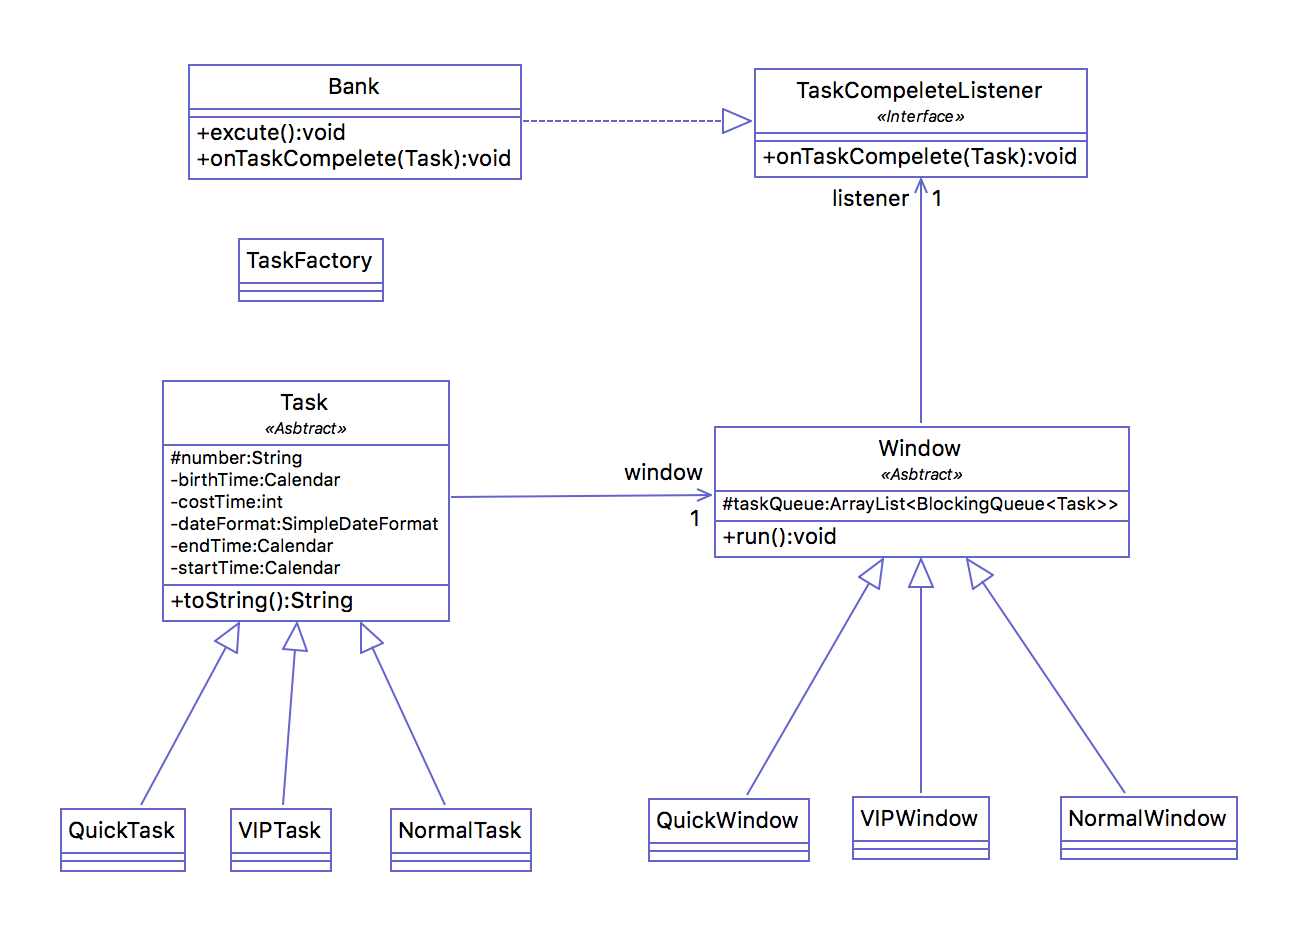 Bank
+excute():void
+onTaskCompelete(Task):void
TaskCompeleteListener
«Interface»
+onTaskCompelete(Task):void
listener
1
TaskFactory
Task
«Asbtract»
#number:String
-birthTime:Calendar
-costTime:int
-dateFormat:SimpleDateFormat
-endTime:Calendar
-startTime:Calendar
+toString():String
window
1
Window
«Asbtract»
#taskQueue:ArrayList<BlockingQueue<Task>>
+run():void
QuickTask
VIPTask
NormalTask
QuickWindow
VIPWindow
NormalWindow